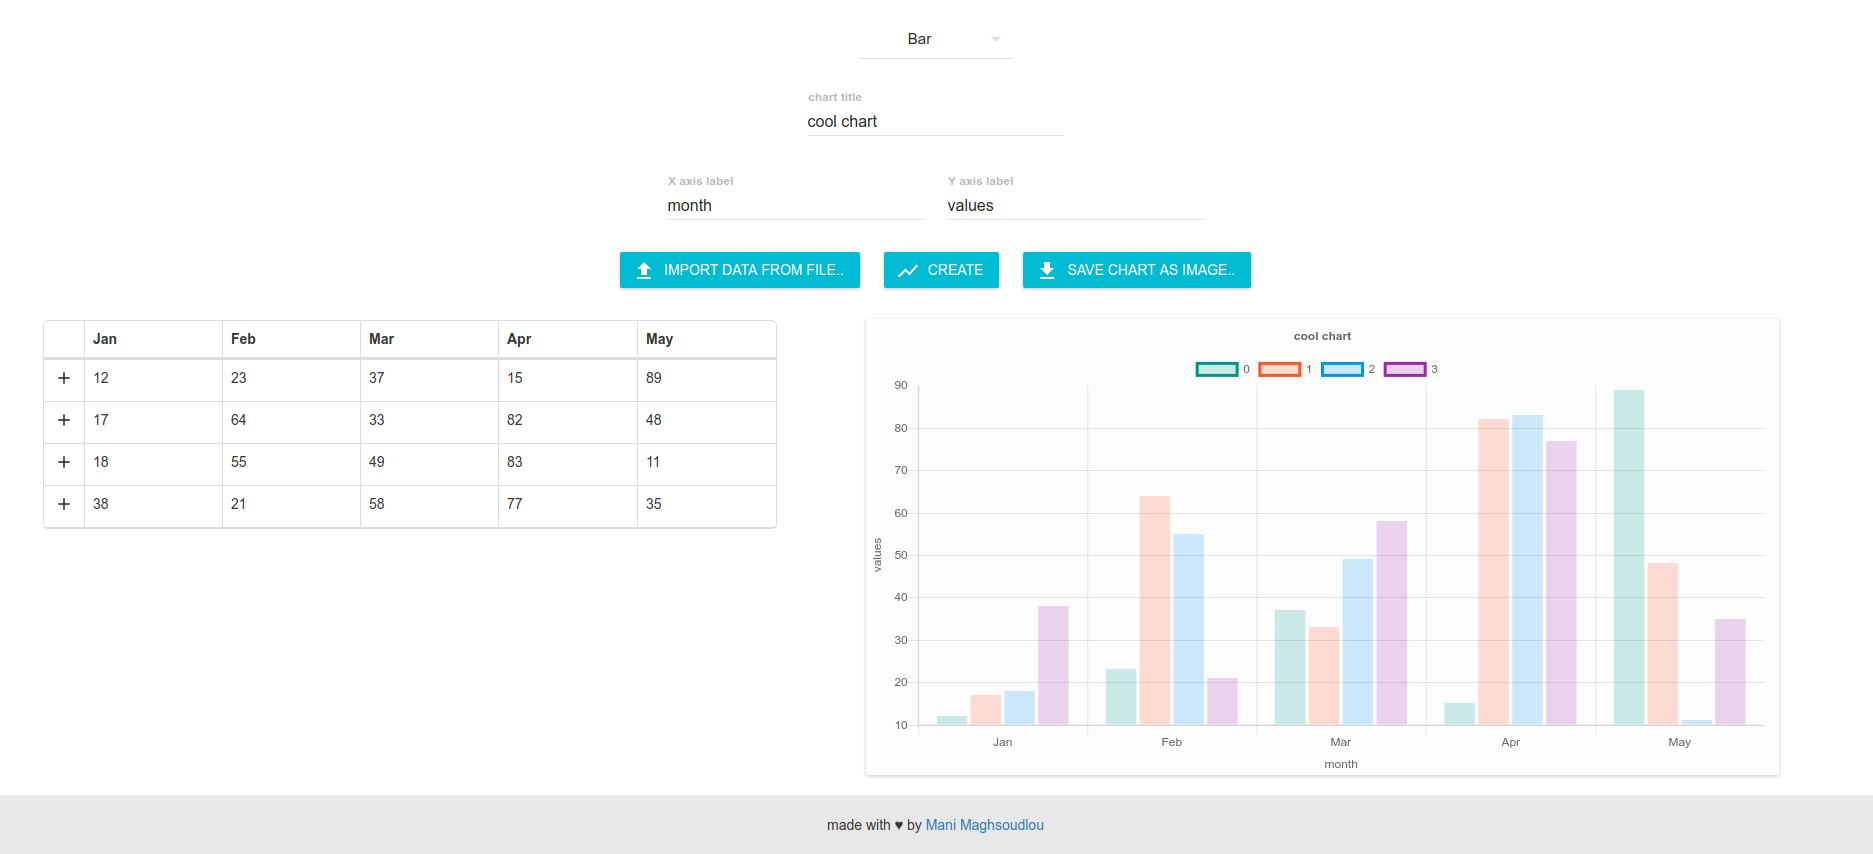 Bar
chart title
cool chart
X axis label Y axis label
month values
IMPORT DATA FROM FILE.. CREATE SAVE CHART AS IMAGE..
Jan Feb Mar Apr May
+ 12 23 37 15 89
+ 17 64 33 82 48
+ 18 55 49 83 11
+ 38 21 58 77 35
cool chart
0 1 2 3
90
80
70
60
50
40
30
20
10
values
Jan Feb Mar Apr May
month
made with ♥ by Mani Maghsoudlou